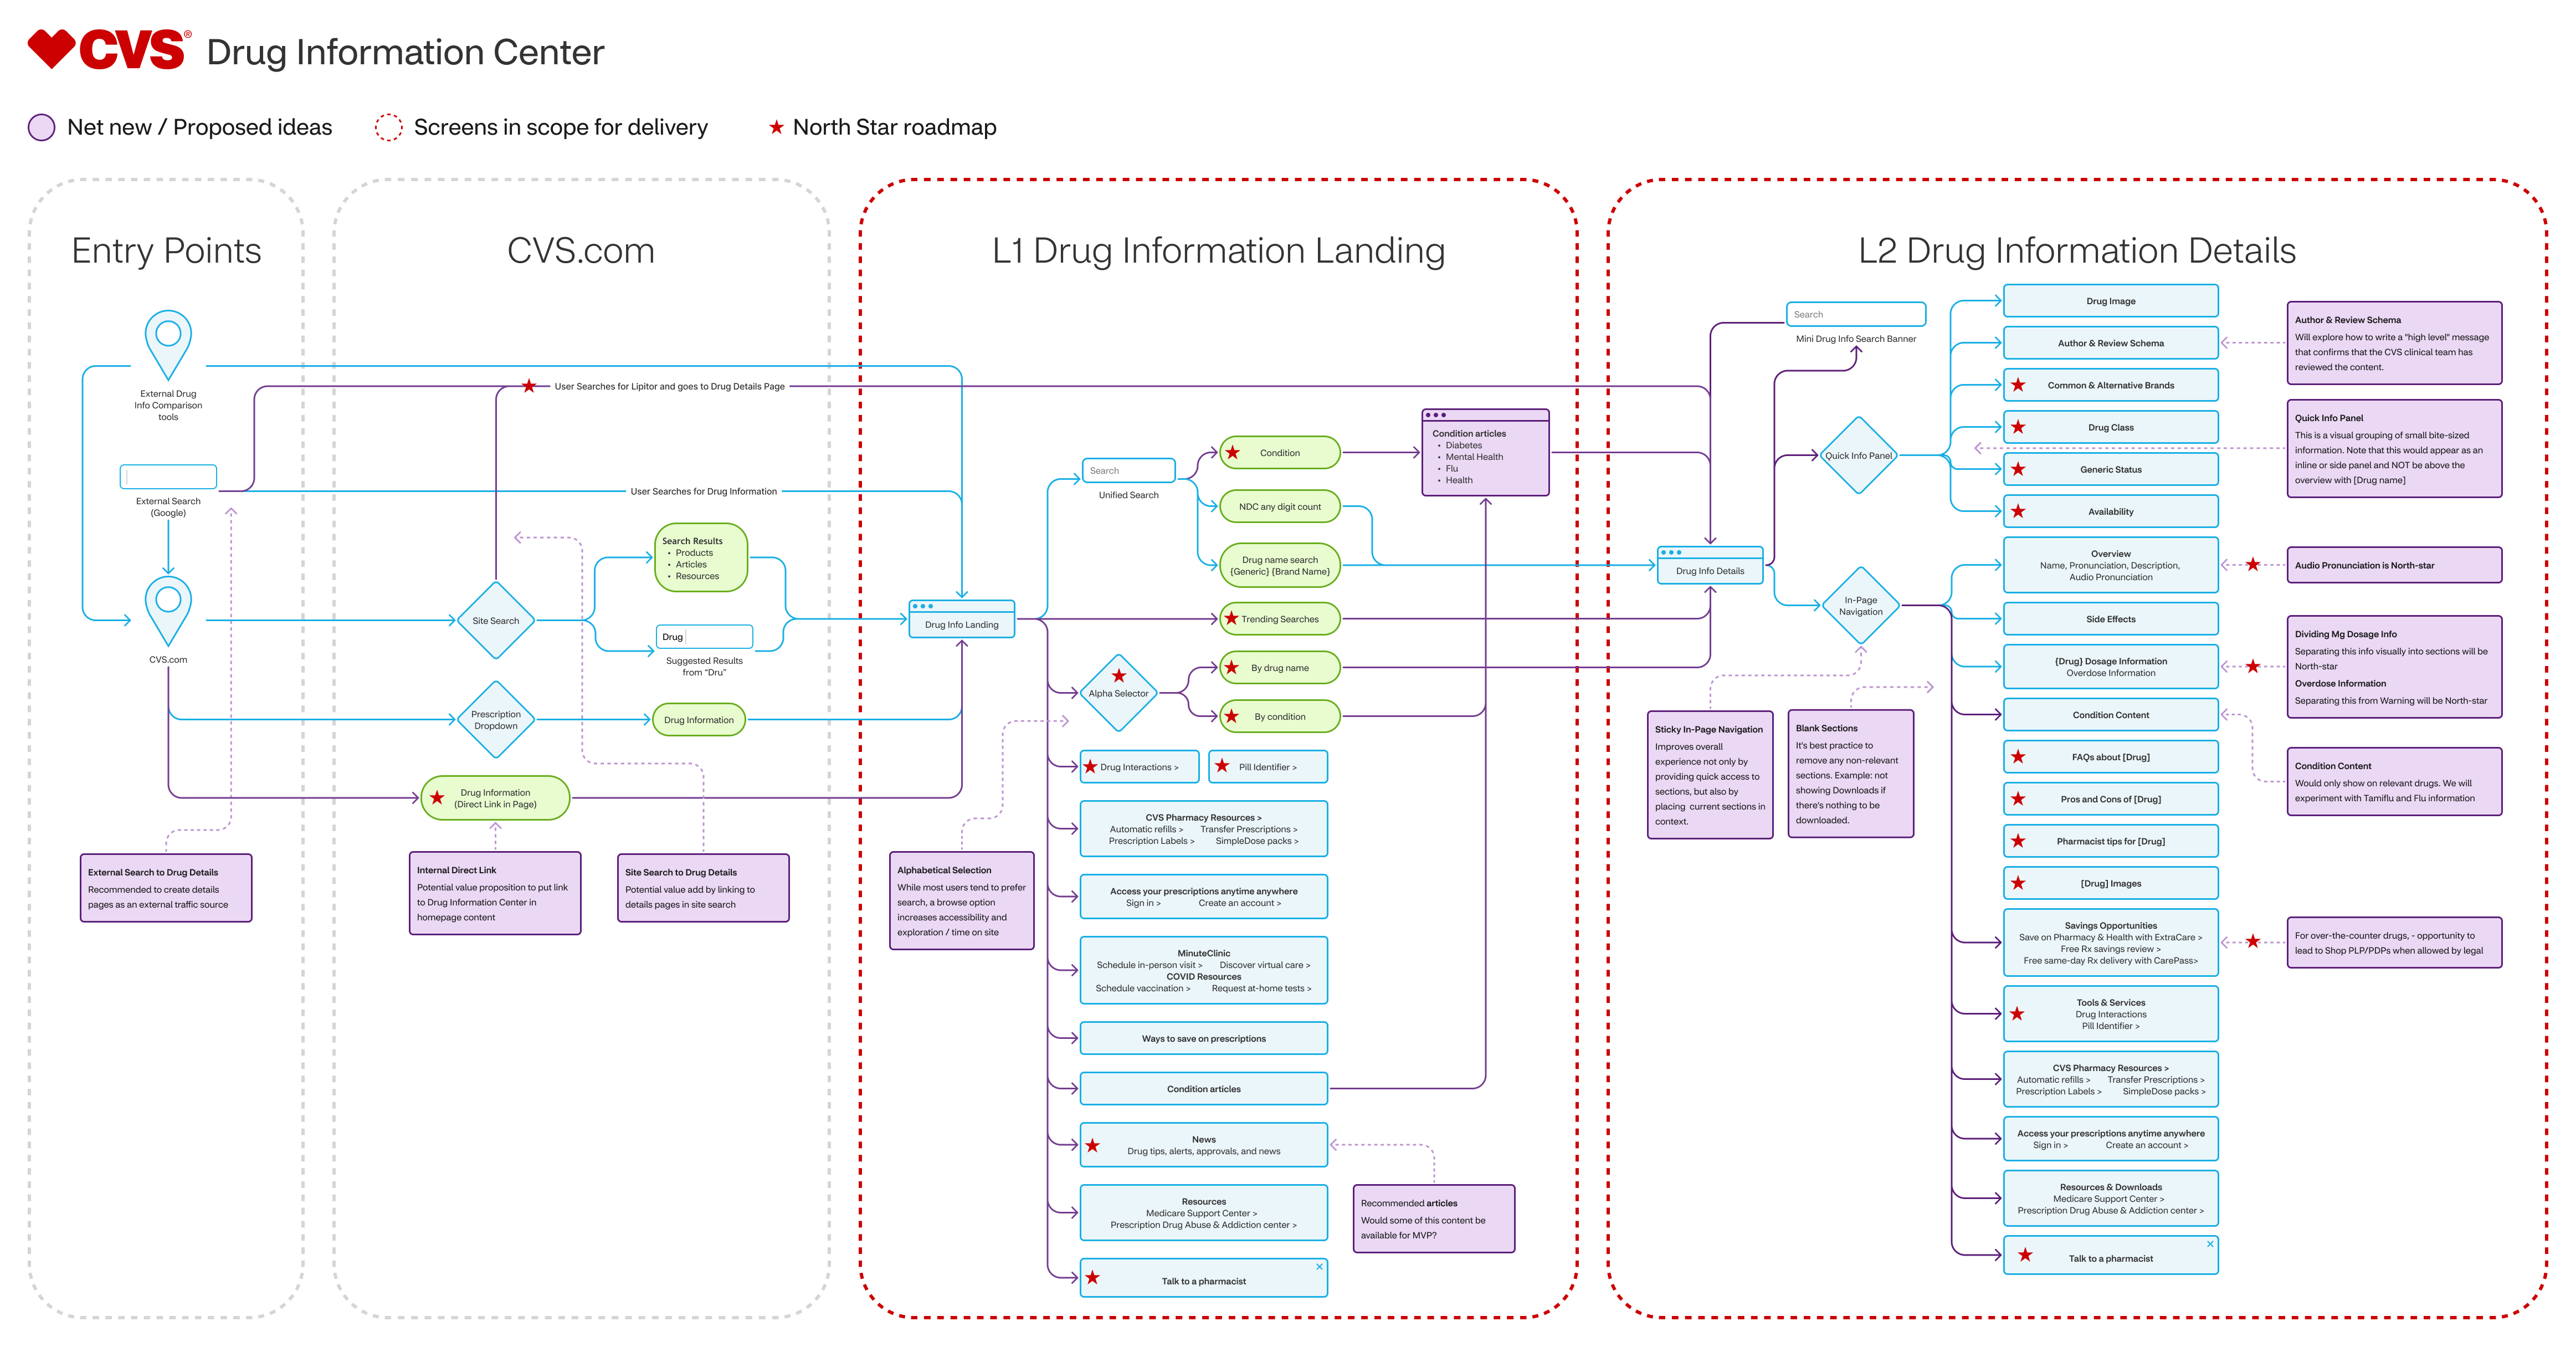 CVS® Drug Information Center
Net new / Proposed ideas
Screens in scope for delivery
North Star roadmap
Entry Points
External Drug
Info Comparison
tools
External Search
(Google)
CVS.com
External Search to Drug Details
Recommended to create details
pages as an external traffic source
CVS.com
User Searches for Lipitor and goes to Drug Details Page
User Searches for Drug Information
Site Search
Search Results
• Products
• Articles
• Resources
Drug
Suggested Results
from "Dru"
Prescription
Dropdown
Drug Information
Drug Information
(Direct Link in Page)
Internal Direct Link
Potential value proposition to put link
to Drug Information Center in
homepage content
Site Search to Drug Details
Potential value add by linking to
details pages in site search
L1 Drug Information Landing
Drug Info Landing
Search
Unified Search
Condition
NDC any digit count
Drug name search
{Generic} {Brand Name}
Condition articles
• Diabetes
• Mental Health
• Flu
• Health
Trending Searches
Alpha Selector
By drug name
By condition
Drug Interactions >
Pill Identifier >
CVS Pharmacy Resources >
Automatic refills > Transfer Prescriptions >
Prescription Labels > SimpleDose packs >
Access your prescriptions anytime anywhere
Sign in > Create an account >
MinuteClinic
Schedule in-person visit > Discover virtual care >
COVID Resources
Schedule vaccination > Request at-home tests >
Ways to save on prescriptions
Condition articles
News
Drug tips, alerts, approvals, and news
Resources
Medicare Support Center >
Prescription Drug Abuse & Addiction center >
Talk to a pharmacist
Alphabetical Selection
While most users tend to prefer
search, a browse option
increases accessibility and
exploration / time on site
Recommended articles
Would some of this content be
available for MVP?
L2 Drug Information Details
Search
Mini Drug Info Search Banner
Drug Info Details
Quick Info Panel
In-Page
Navigation
Sticky In-Page Navigation
Improves overall
experience not only by
providing quick access to
sections, but also by
placing current sections in
context.
Blank Sections
It's best practice to
remove any non-relevant
sections. Example: not
showing Downloads if
there's nothing to be
downloaded.
Drug Image
Author & Review Schema
Common & Alternative Brands
Drug Class
Generic Status
Availability
Overview
Name, Pronunciation, Description,
Audio Pronunciation
Side Effects
{Drug} Dosage Information
Overdose Information
Condition Content
FAQs about [Drug]
Pros and Cons of [Drug]
Pharmacist tips for [Drug]
[Drug] Images
Savings Opportunities
Save on Pharmacy & Health with ExtraCare >
Free Rx savings review >
Free same-day Rx delivery with CarePass>
Tools & Services
Drug Interactions
Pill Identifier >
CVS Pharmacy Resources >
Automatic refills > Transfer Prescriptions >
Prescription Labels > SimpleDose packs >
Access your prescriptions anytime anywhere
Sign in > Create an account >
Resources & Downloads
Medicare Support Center >
Prescription Drug Abuse & Addiction center >
Talk to a pharmacist
Author & Review Schema
Will explore how to write a "high level" message
that confirms that the CVS clinical team has
reviewed the content.
Quick Info Panel
This is a visual grouping of small bite-sized
information. Note that this would appear as an
inline or side panel and NOT be above the
overview with [Drug name]
Audio Pronunciation is North-star
Dividing Mg Dosage Info
Separating this info visually into sections will be
North-star
Overdose Information
Separating this from Warning will be North-star
Condition Content
Would only show on relevant drugs. We will
experiment with Tamiflu and Flu information
For over-the-counter drugs, - opportunity to
lead to Shop PLP/PDPs when allowed by legal